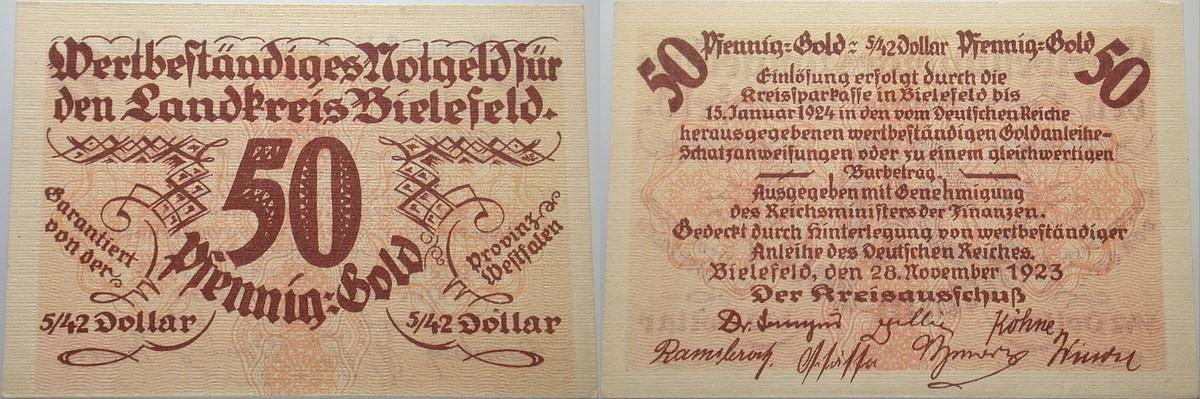 Wertbeständiges Notgeld für
den Landkreis Bielefeld.
50
Pfennig=Gold
Garantiert
von der
Provinz
Westfalen
5/42 Dollar
5/42 Dollar
50 Pfennig=Gold = 5/42 Dollar Pfennig=Gold 50
Einlösung erfolgt durch die
Kreissparkasse in Bielefeld bis
15. Januar 1924 in den vom Deutschen Reiche
herausgegebenen wertbeständigen Goldanleihe-
Schatzanweisungen oder zu einem gleichwertigen
Barbetrag.
Ausgegeben mit Genehmigung
des Reichsministers der Finanzen.
Gedeckt durch Hinterlegung von wertbeständiger
Anleihe des Deutschen Reiches.
Bielefeld, den 28. November 1923
Der Kreisausschuß
Dr. Köhne